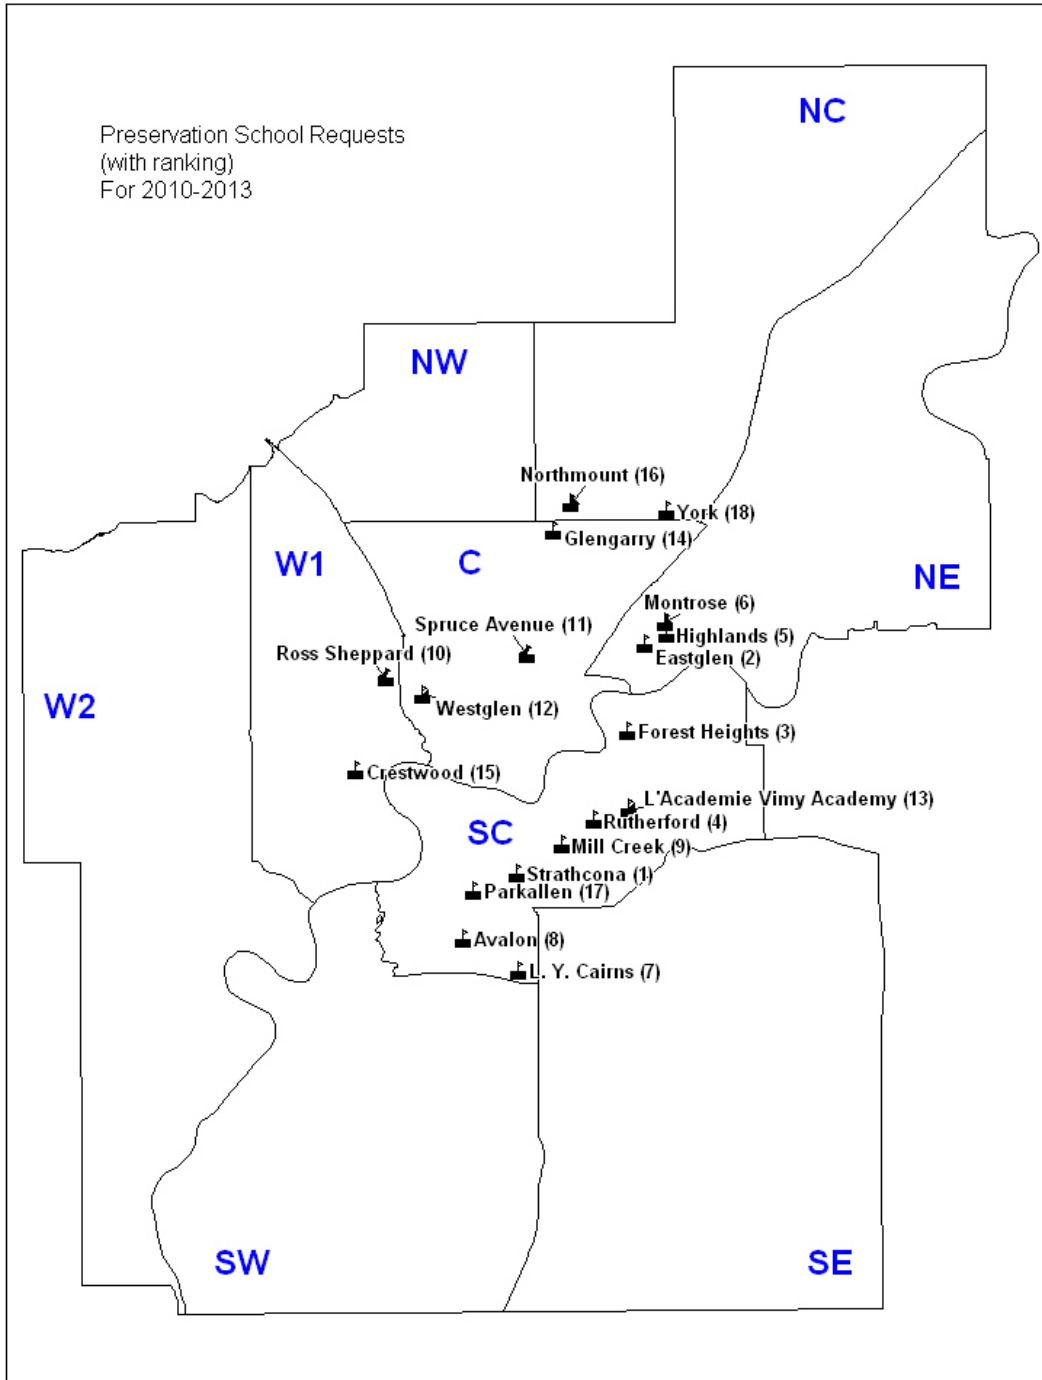 Preservation School Requests
(with ranking)
For 2010-2013
NC
NW
Northmount (16)
York (18)
Glengarry (14)
W1
C
NE
Montrose (6)
Spruce Avenue (11)
Highlands (5)
Ross Sheppard (10)
Eastglen (2)
W2
Westglen (12)
Forest Heights (3)
Crestwood (15)
L'Academie Vimy Academy (13)
SC
Rutherford (4)
Mill Creek (9)
Strathcona (1)
Parkallen (17)
Avalon (8)
L. Y. Cairns (7)
SW
SE